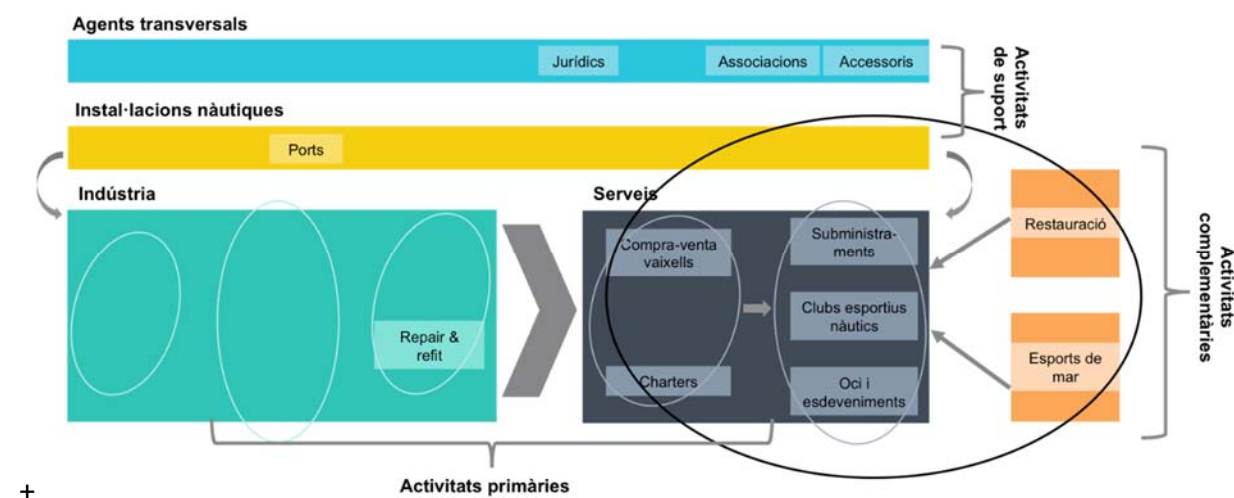 Agents transversals
Jurídics
Associacions
Accessoris
Activitats
de suport
Instal·lacions nàutiques
Ports
Indústria
Serveis
Compra-venta
vaixells
Subministra-
ments
Restauració
Repair &
refit
Clubs esportius
nàutics
Charters
Oci i
esdeveniments
Esports de
mar
Activitats
complementàries
Activitats primàries
+